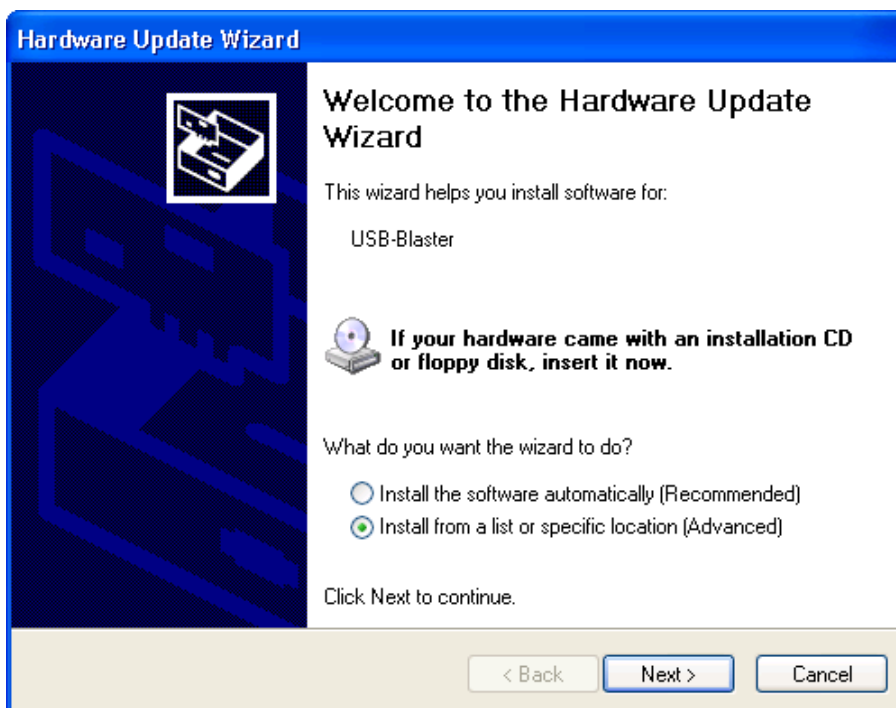 Hardware Update Wizard
Welcome to the Hardware Update
Wizard
This wizard helps you install software for:
USB-Blaster
If your hardware came with an installation CD
or floppy disk, insert it now.
What do you want the wizard to do?
Install the software automatically (Recommended)
Install from a list or specific location (Advanced)
Click Next to continue.
< Back
Next >
Cancel